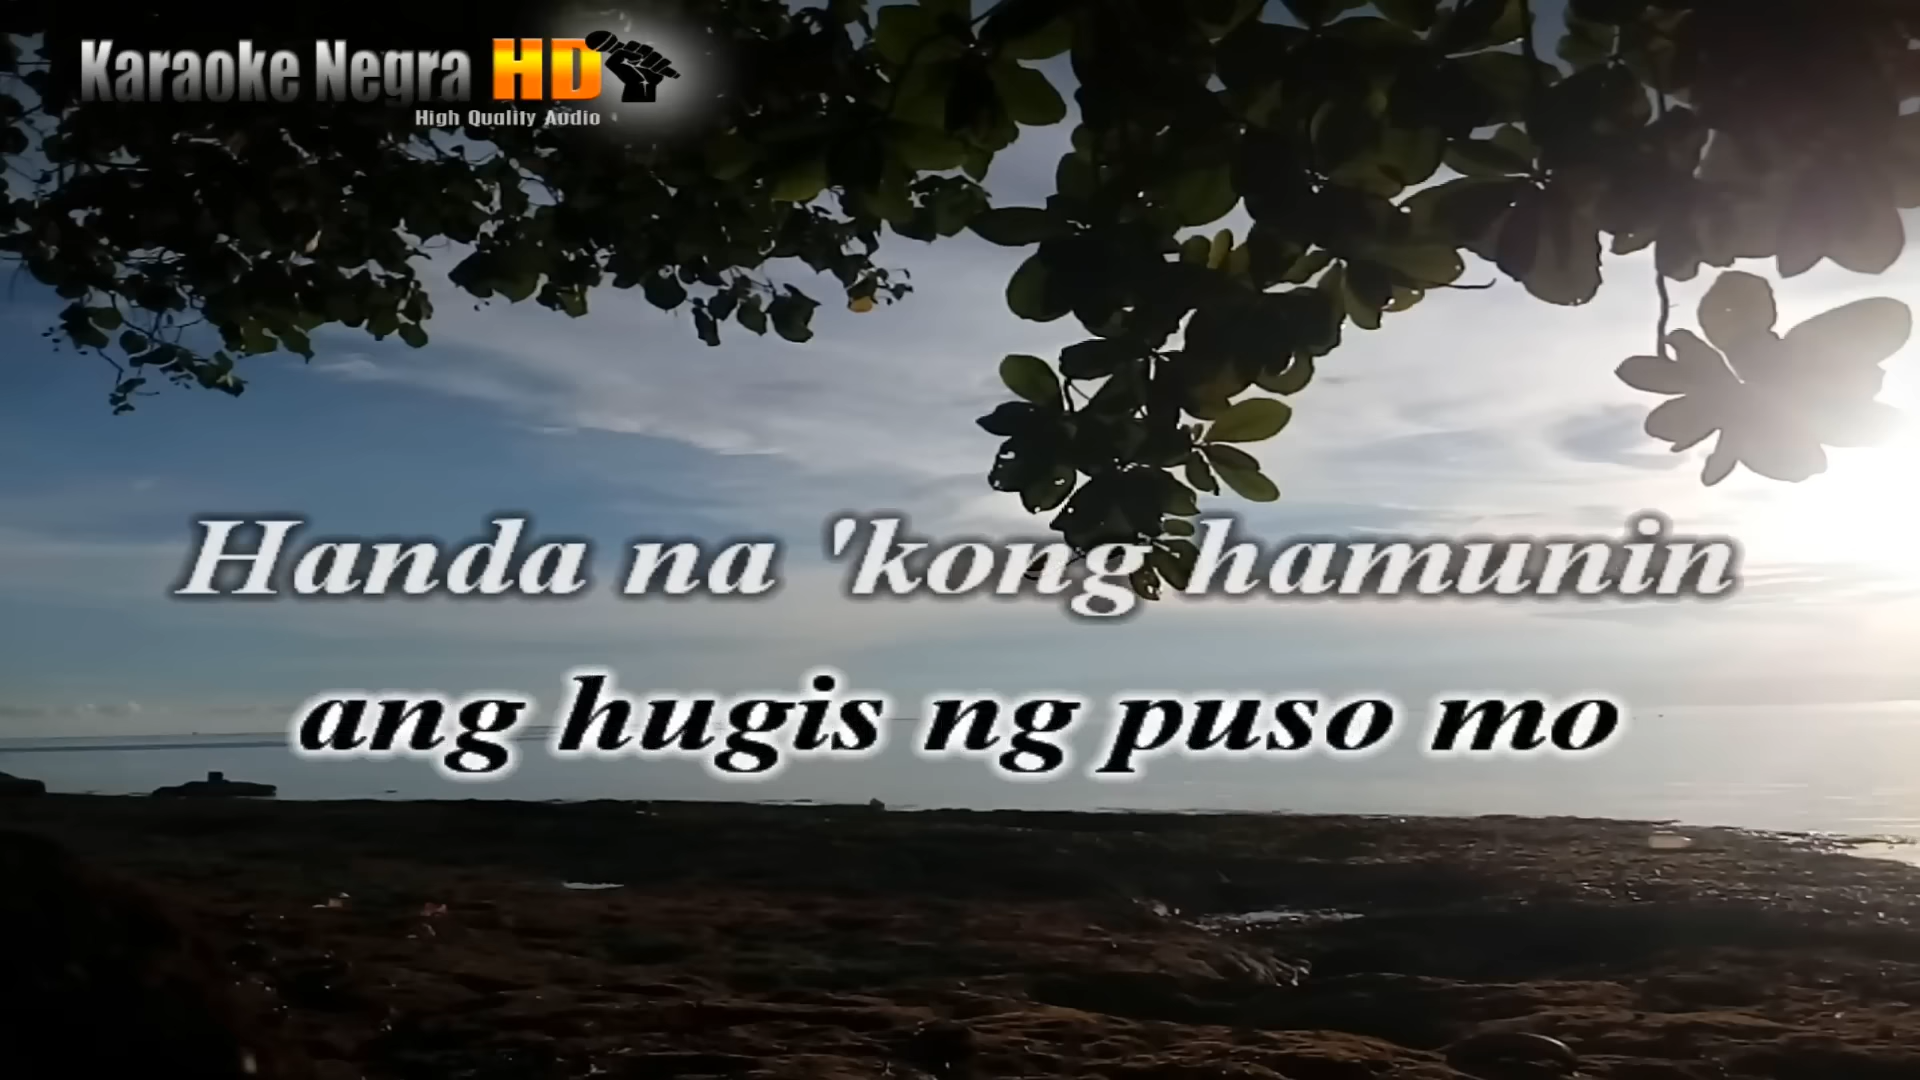 Karaoke Negra HD
High Quality Audio
Handa na 'kong hamunin
ang hugis ng puso mo